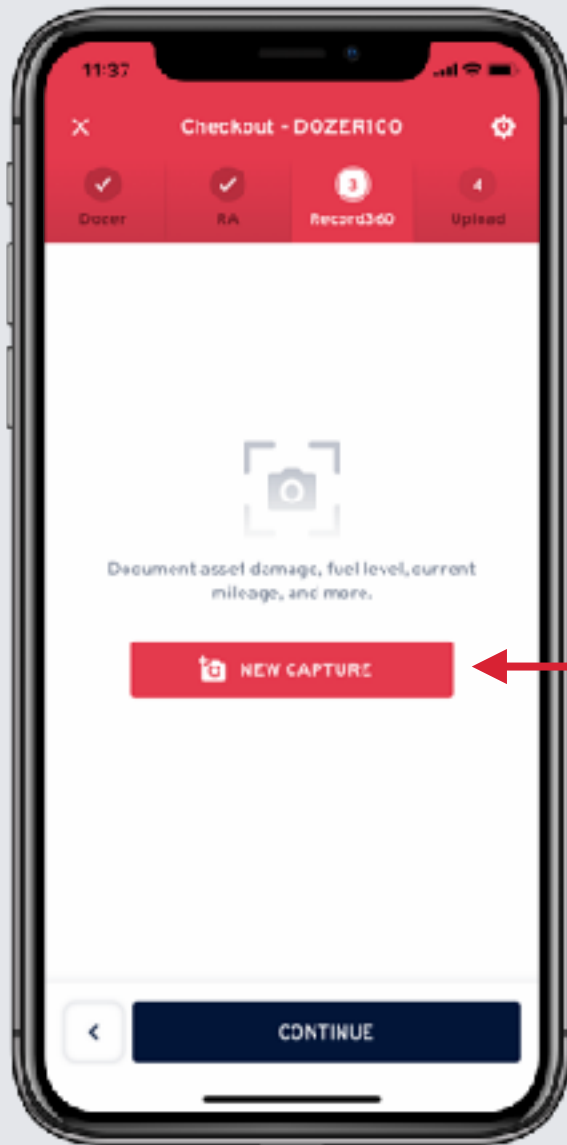 11:37
Checkout - DOZER100
Dozer
RA
3
Record360
4
Upload
Document asset damage, fuel level, current
mileage, and more.
NEW CAPTURE
CONTINUE